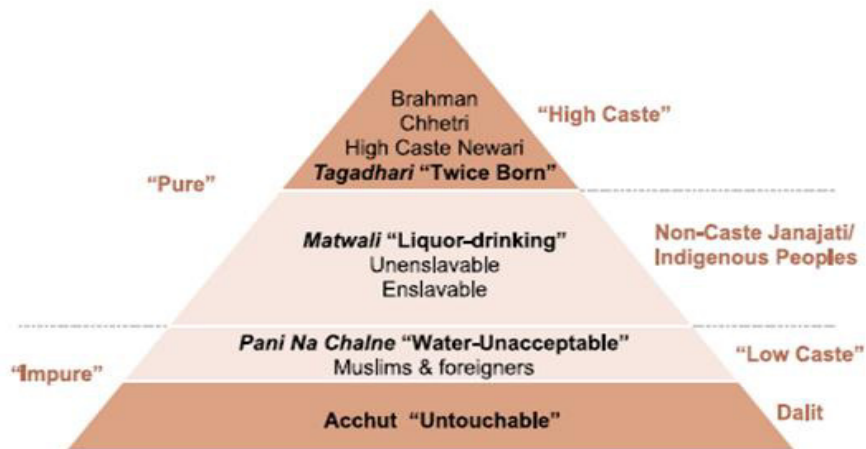 Brahman
Chhetri
High Caste Newari
Tagadhari “Twice Born”
“High Caste”
“Pure”
Matwali “Liquor-drinking”
Unenslavable
Enslavable
Non-Caste Janajati/
Indigenous Peoples
Pani Na Chalne “Water-Unacceptable”
Muslims & foreigners
“Low Caste”
“Impure”
Acchut “Untouchable”
Dalit